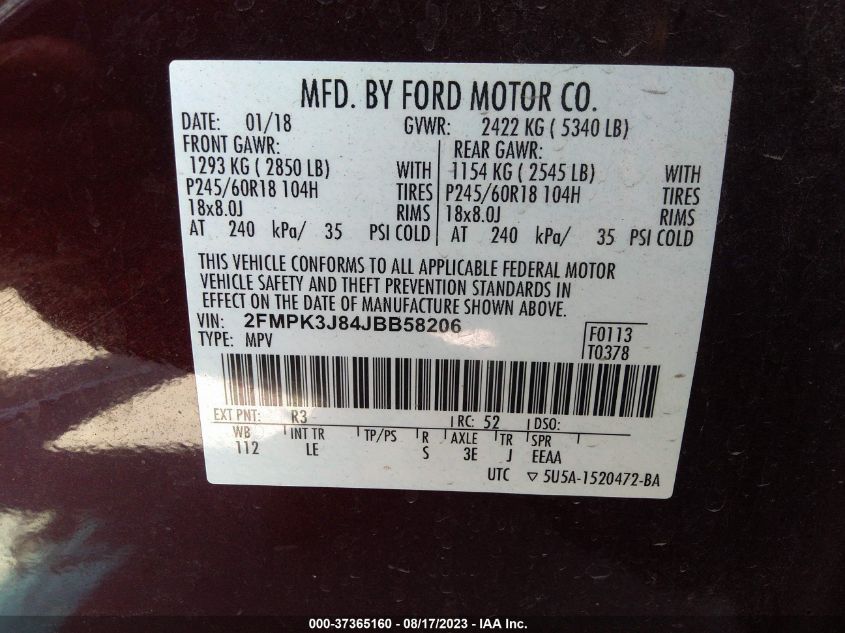 MFD. BY FORD MOTOR CO.
DATE: 01/18 GVWR: 2422 KG ( 5340 LB)
FRONT GAWR: REAR GAWR:
1293 KG ( 2850 LB) WITH 1154 KG ( 2545 LB) WITH
P245/60R18 104H TIRES P245/60R18 104H TIRES
18x8.0J RIMS 18x8.0J RIMS
AT 240 kPa/ 35 PSI COLD AT 240 kPa/ 35 PSI COLD
THIS VEHICLE CONFORMS TO ALL APPLICABLE FEDERAL MOTOR
VEHICLE SAFETY AND THEFT PREVENTION STANDARDS IN
EFFECT ON THE DATE OF MANUFACTURE SHOWN ABOVE.
VIN: 2FMPK3J84JBB58206 F0113
TYPE: MPV T0378
EXT PNT: R3 RC: 52 DSO:
WB INT TR TP/PS R AXLE TR SPR
112 LE S 3E J EEAA
UTC ▽ 5U5A-1520472-BA
000-37365160 - 08/17/2023 - IAA Inc.